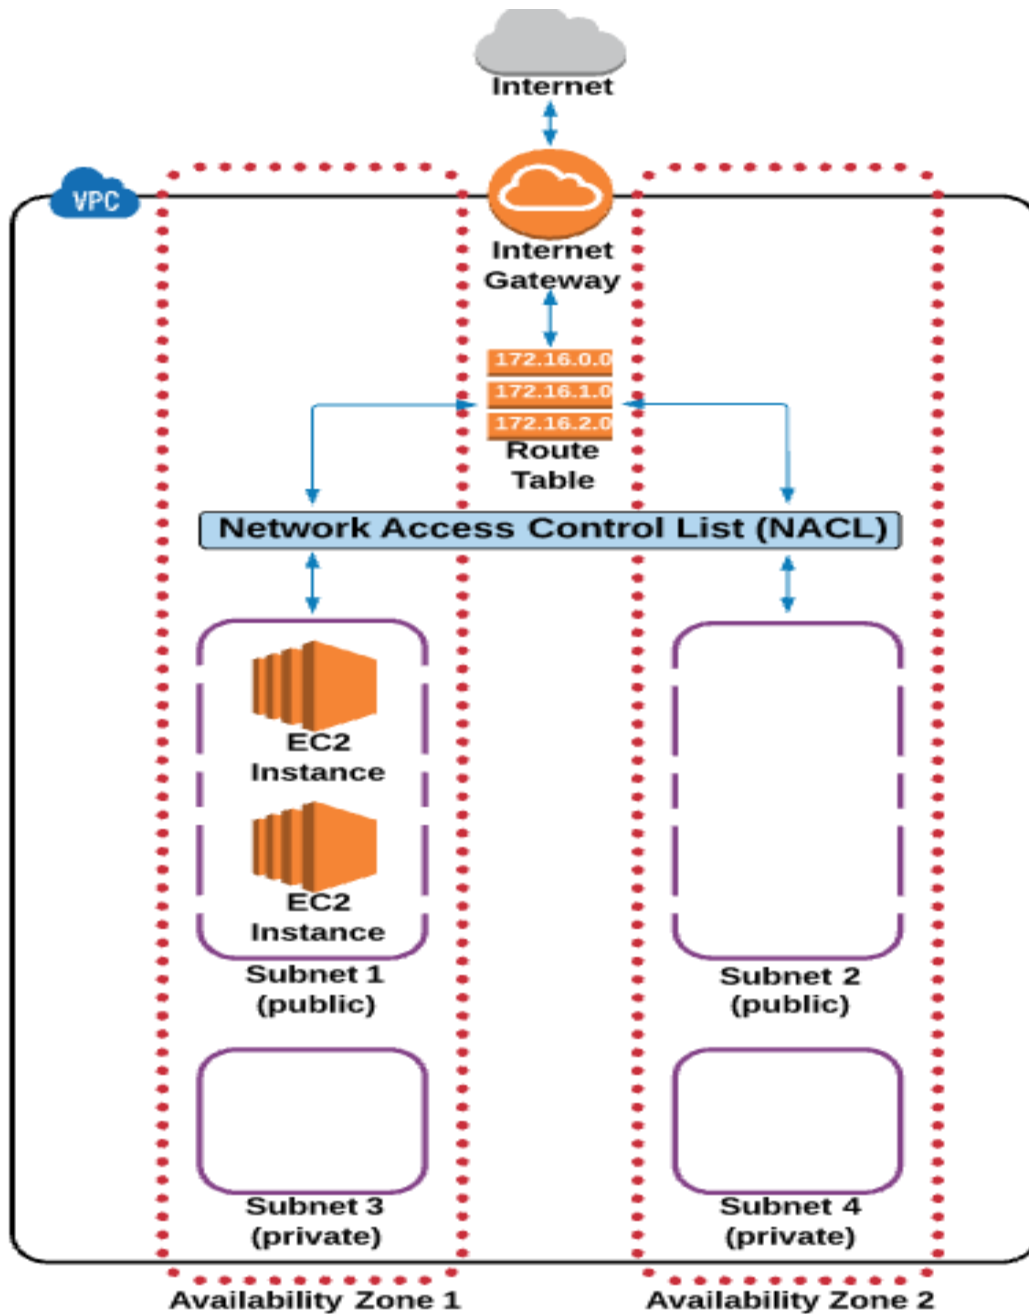 Internet
VPC
Internet
Gateway
172.16.0.0
172.16.1.0
172.16.2.0
Route
Table
Network Access Control List (NACL)
EC2
Instance
EC2
Instance
Subnet 1
(public)
Subnet 2
(public)
Subnet 3
(private)
Subnet 4
(private)
Availability Zone 1
Availability Zone 2